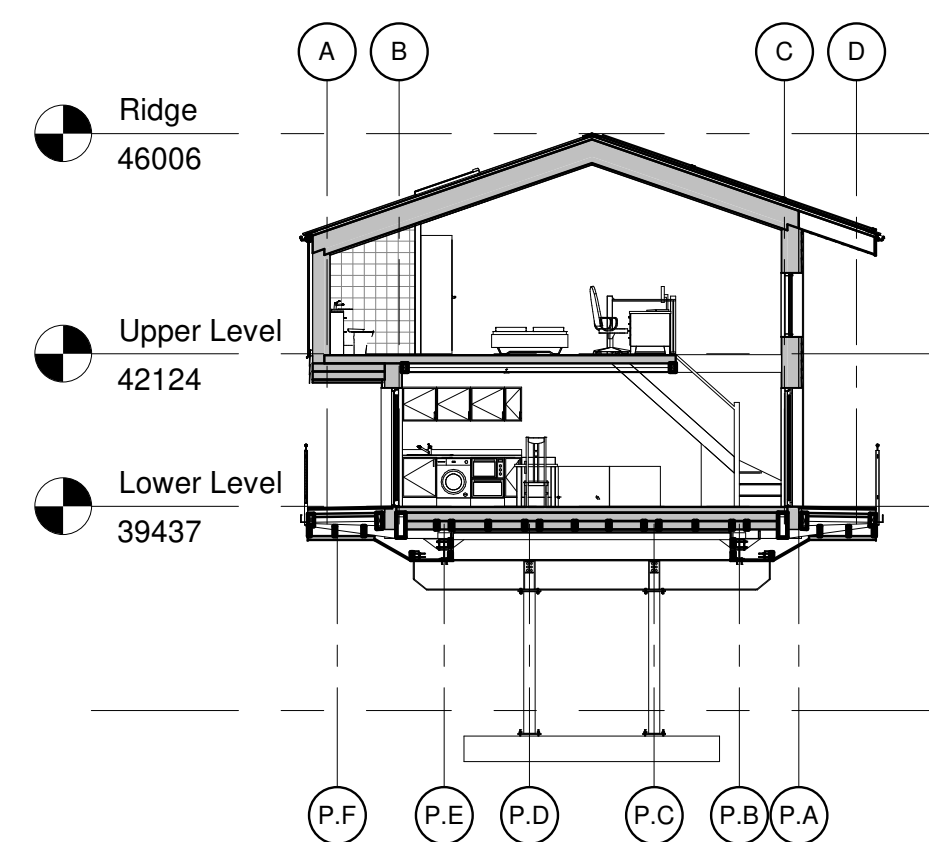 A B C D
Ridge
46006
Upper Level
42124
Lower Level
39437
P.F P.E P.D P.C P.B P.A